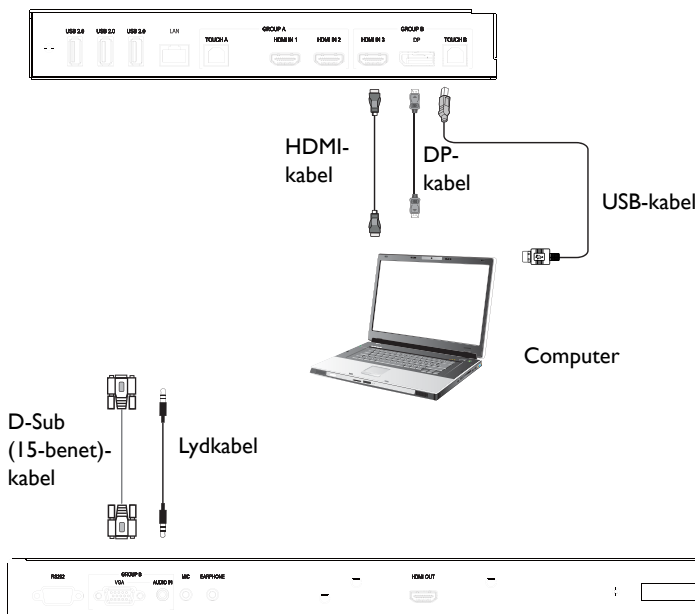 GROUP A GROUP B
USB 2.0 USB 2.0 USB 2.0 LAN TOUCH A HDMI IN 1 HDMI IN 2 HDMI IN 3 DP TOUCH B
HDMI-
kabel
DP-
kabel
USB-kabel
Computer
D-Sub
(15-benet)-
kabel
Lydkabel
RS232 GROUP B VGA AUDIO IN MIC EARPHONE HDMI OUT